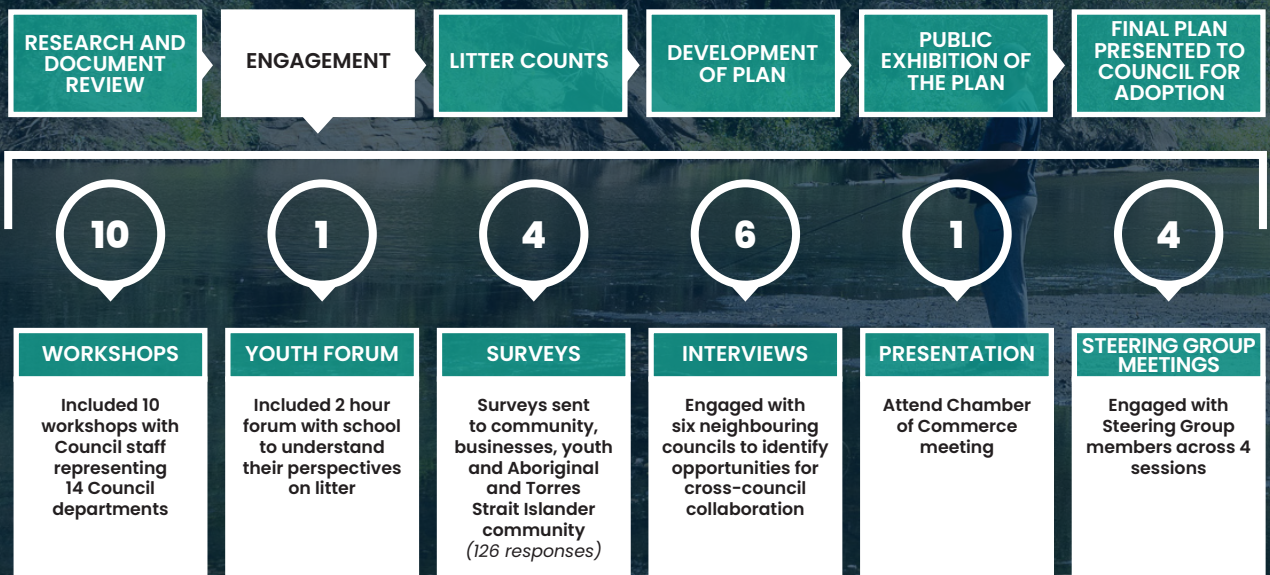 RESEARCH AND
DOCUMENT
REVIEW
ENGAGEMENT
LITTER COUNTS
DEVELOPMENT
OF PLAN
PUBLIC
EXHIBITION OF
THE PLAN
FINAL PLAN
PRESENTED TO
COUNCIL FOR
ADOPTION
10
WORKSHOPS
Included 10
workshops with
Council staff
representing
14 Council
departments
1
YOUTH FORUM
Included 2 hour
forum with school
to understand
their perspectives
on litter
4
SURVEYS
Surveys sent
to community,
businesses, youth
and Aboriginal
and Torres
Strait Islander
community
(126 responses)
6
INTERVIEWS
Engaged with
six neighbouring
councils to identify
opportunities for
cross-council
collaboration
1
PRESENTATION
Attend Chamber
of Commerce
meeting
4
STEERING GROUP
MEETINGS
Engaged with
Steering Group
members across 4
sessions